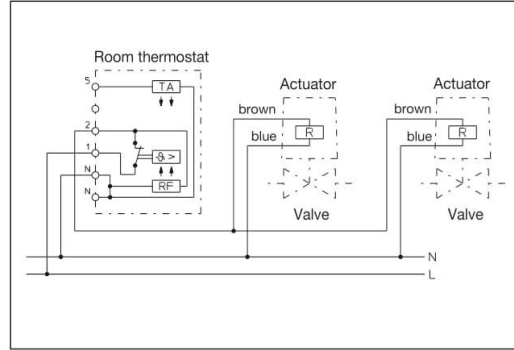 Room thermostat
5
TA
2
1
ϑ >
N
RF
N
Actuator
brown
R
blue
Valve
Actuator
brown
R
blue
Valve
N
L